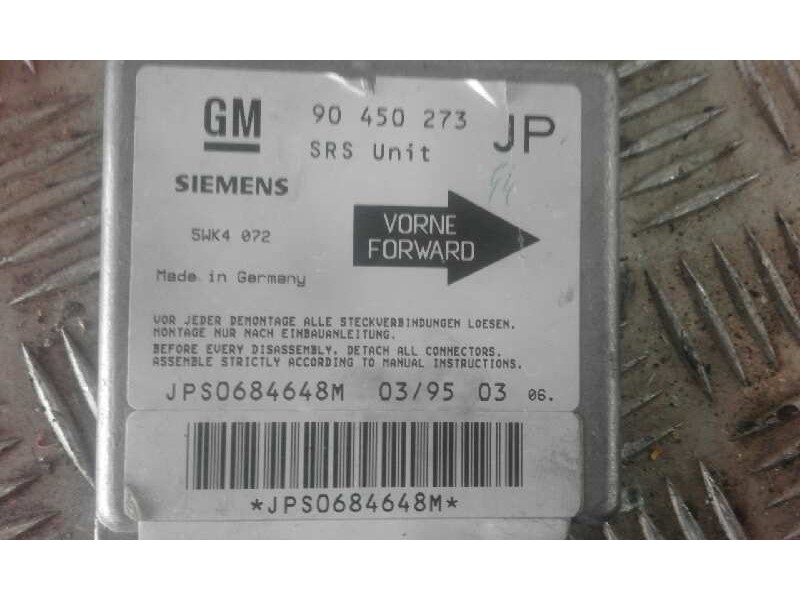 GM
90 450 273 JP
SRS Unit
SIEMENS
VORNE
FORWARD
5WK4 072
Made in Germany
VOR JEDER DEMONTAGE ALLE STECKVERBINDUNGEN LOESEN.
MONTAGE NUR NACH EINBAUANLEITUNG.
BEFORE EVERY DISASSEMBLY, DETACH ALL CONNECTORS.
ASSEMBLE STRICTLY ACCORDING TO MANUAL INSTRUCTIONS.
JPS0684648M 03/95 03 06.
*JPS0684648M*